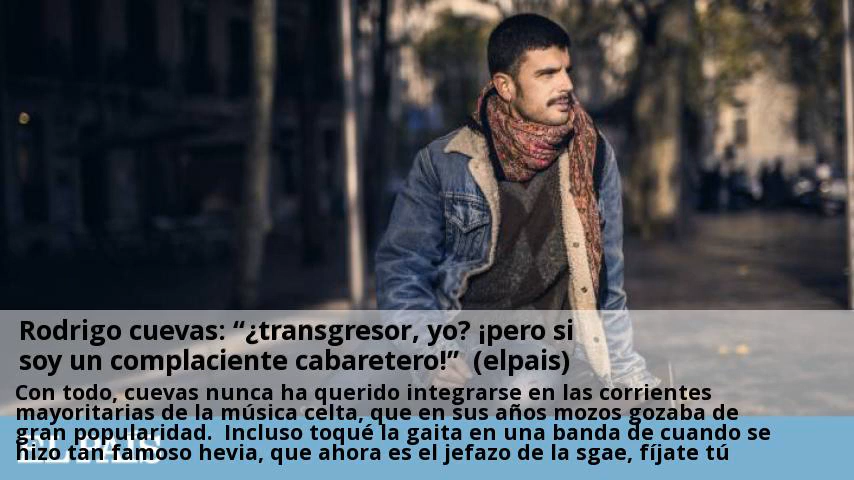 Rodrigo cuevas: “¿transgresor, yo? ¡pero si
soy un complaciente cabaretero!” (elpais)
Con todo, cuevas nunca ha querido integrarse en las corrientes
mayoritarias de la música celta, que en sus años mozos gozaba de
gran popularidad. Incluso toqué la gaita en una banda de cuando se
hizo tan famoso hevia, que ahora es el jefazo de la sgae, fíjate tú
EL PAÍS